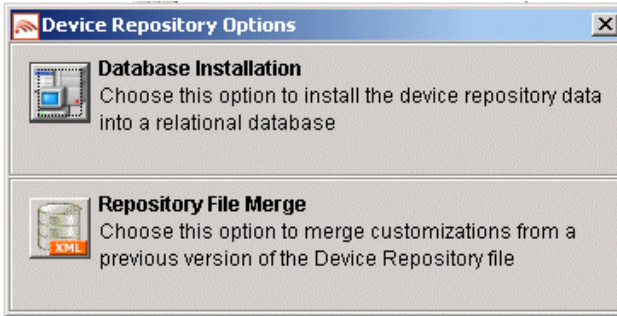 Device Repository Options
Database Installation
Choose this option to install the device repository data
into a relational database
Repository File Merge
Choose this option to merge customizations from a
previous version of the Device Repository file
XML